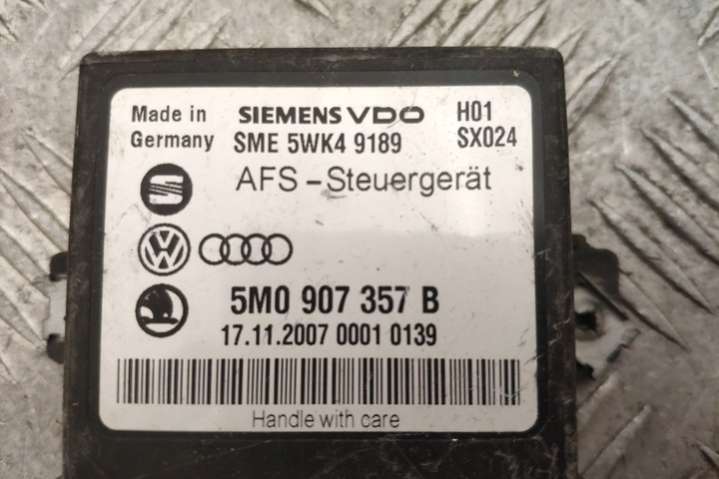 Made in SIEMENS VDO H01
Germany SME 5WK4 9189 SX024
AFS - Steuergerät
5M0 907 357 B
17.11.2007 0001 0139
Handle with care